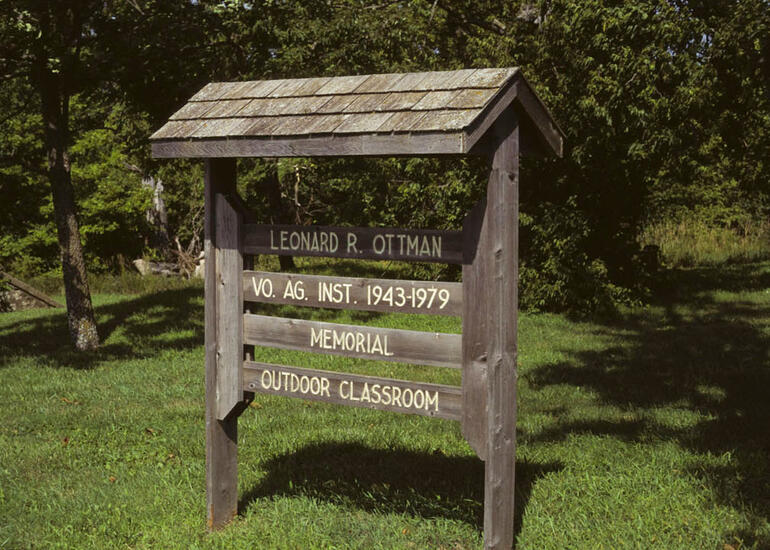 LEONARD R. OTTMAN
VO. AG. INST. 1943-1979
MEMORIAL
OUTDOOR CLASSROOM